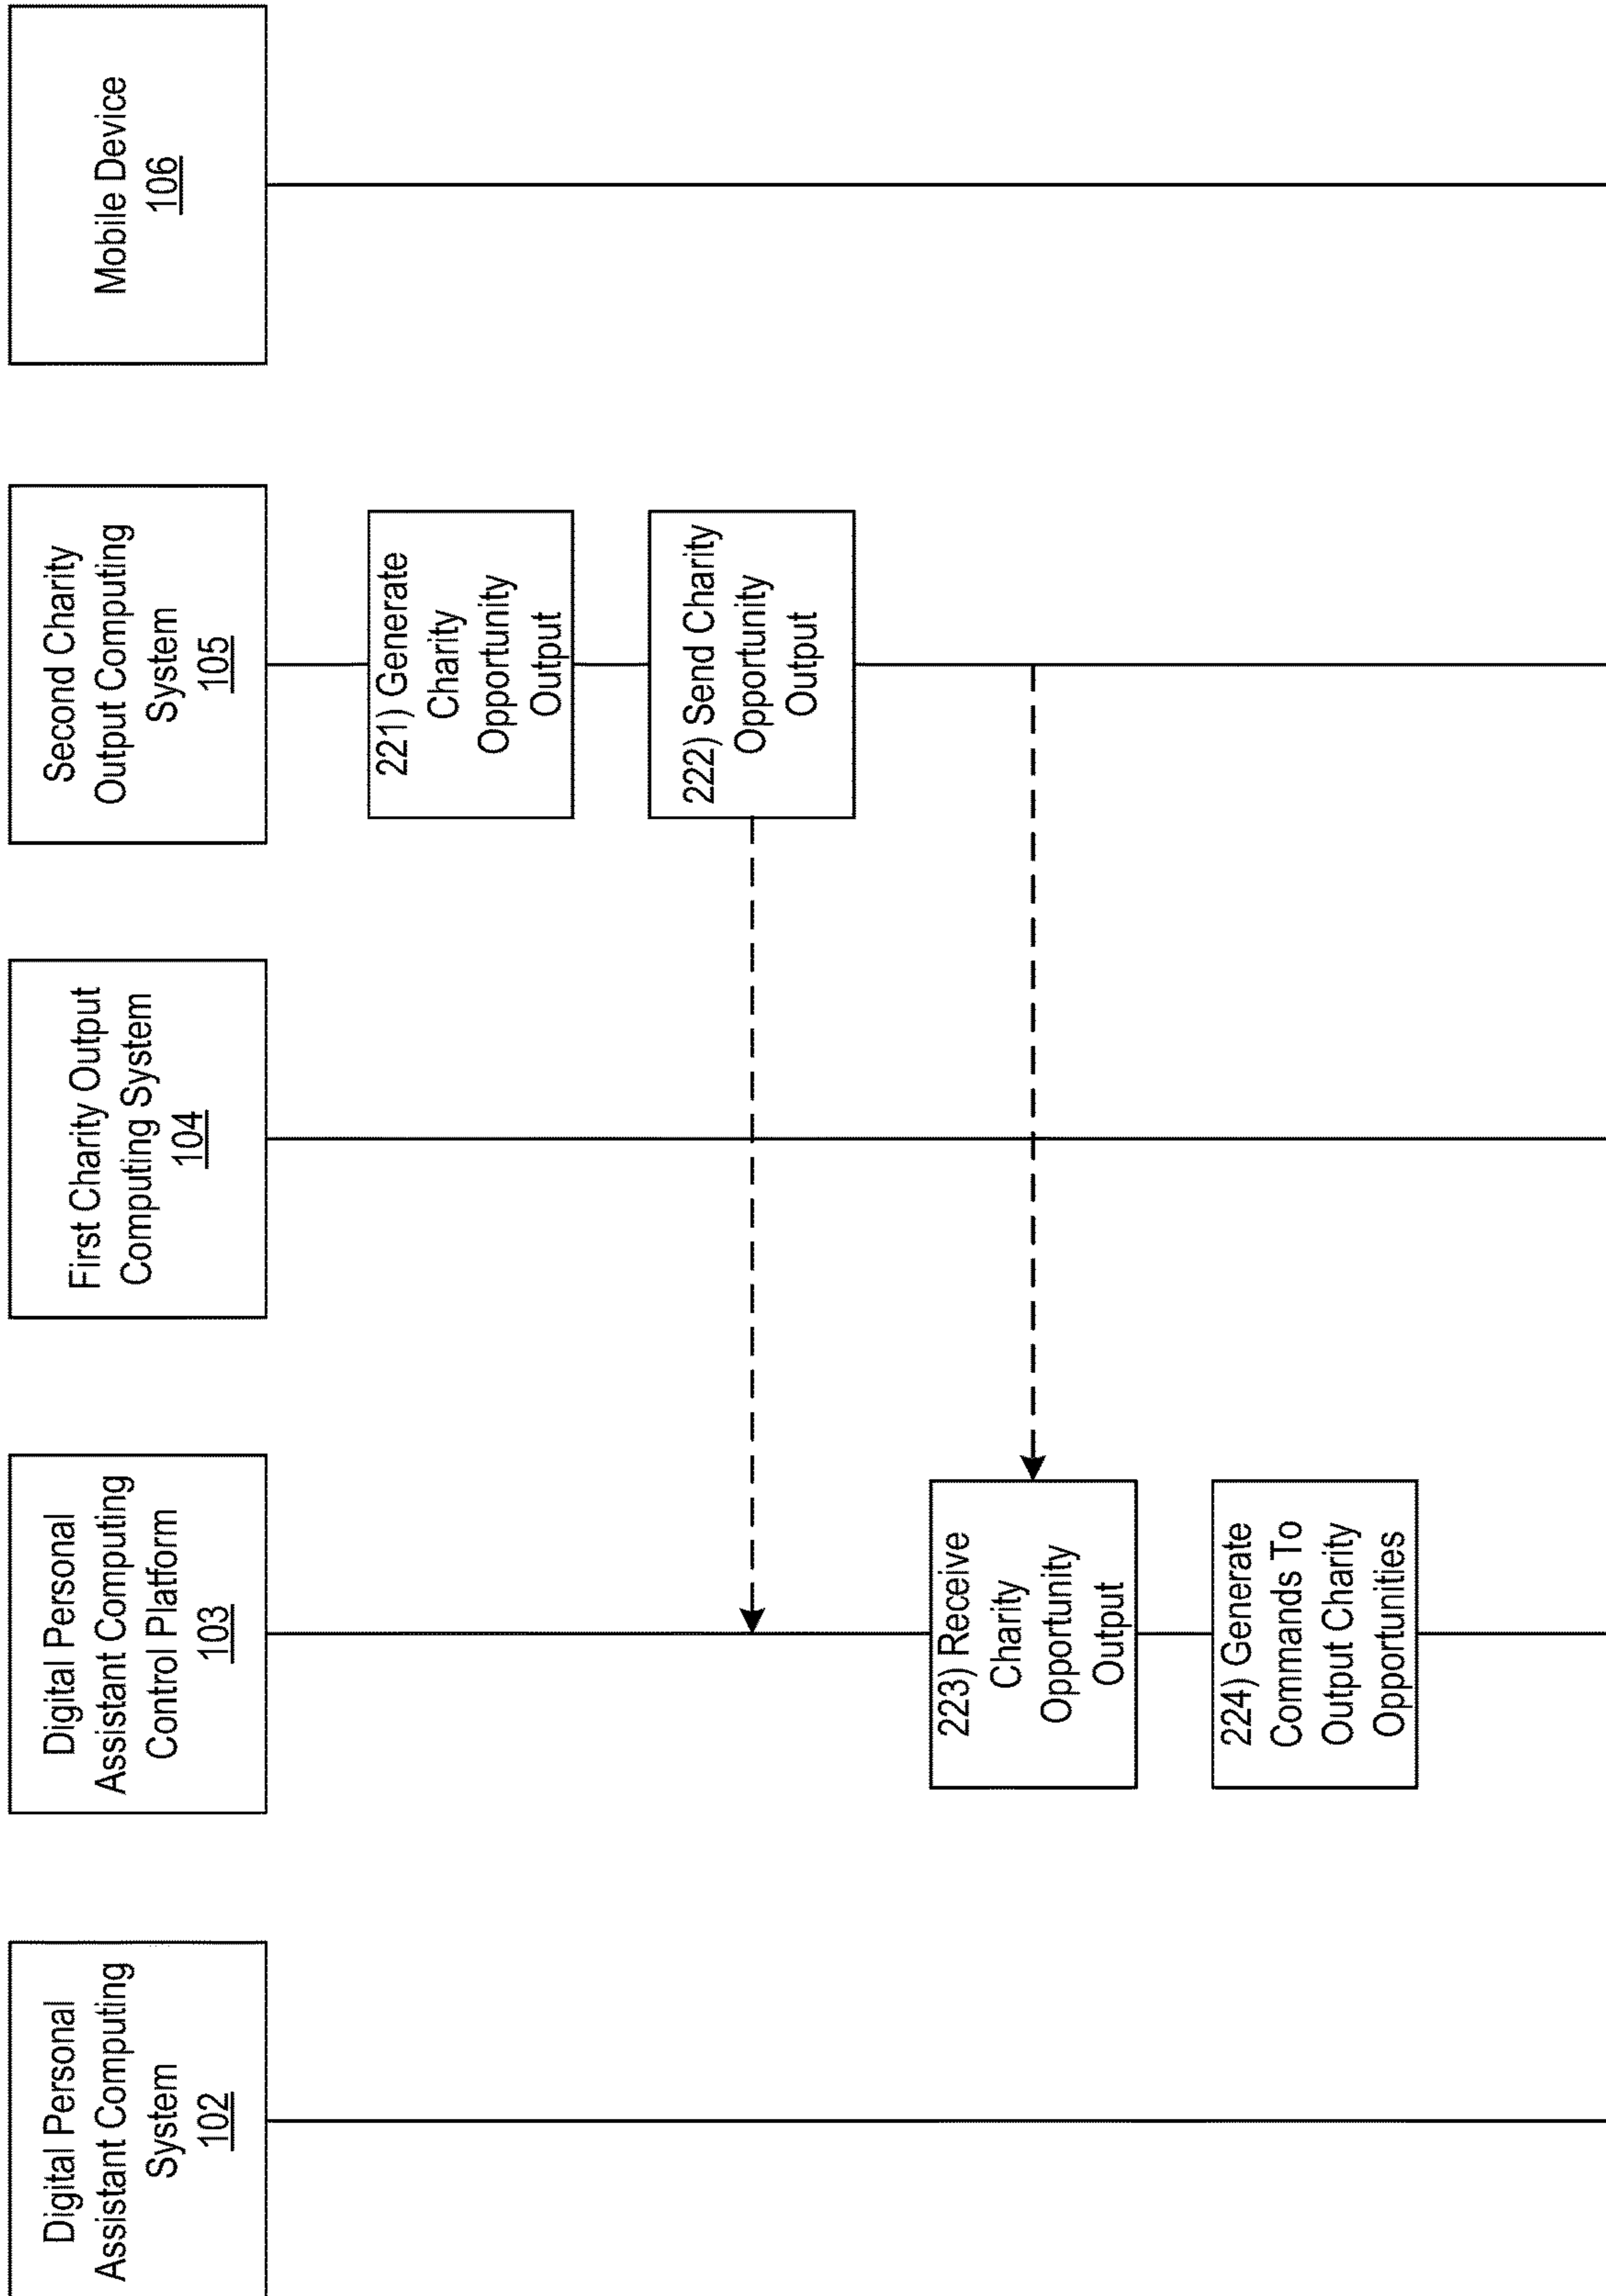 Digital Personal
Assistant Computing
System
102
Digital Personal
Assistant Computing
Control Platform
103
First Charity Output
Computing System
104
Second Charity
Output Computing
System
105
Mobile Device
106
221) Generate
Charity
Opportunity
Output
222) Send Charity
Opportunity
Output
223) Receive
Charity
Opportunity
Output
224) Generate
Commands To
Output Charity
Opportunities